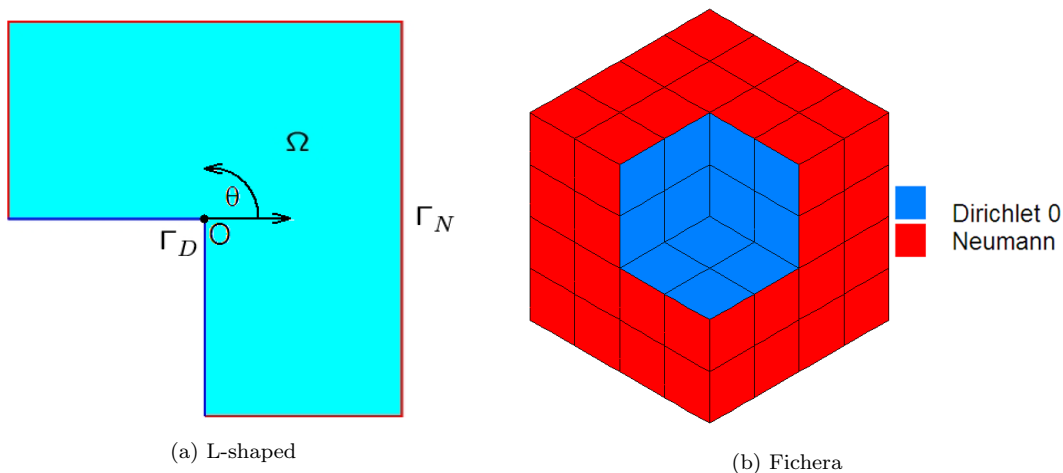 Ω
θ
Γ_D
O
Γ_N
(a) L-shaped
Dirichlet 0
Neumann
(b) Fichera